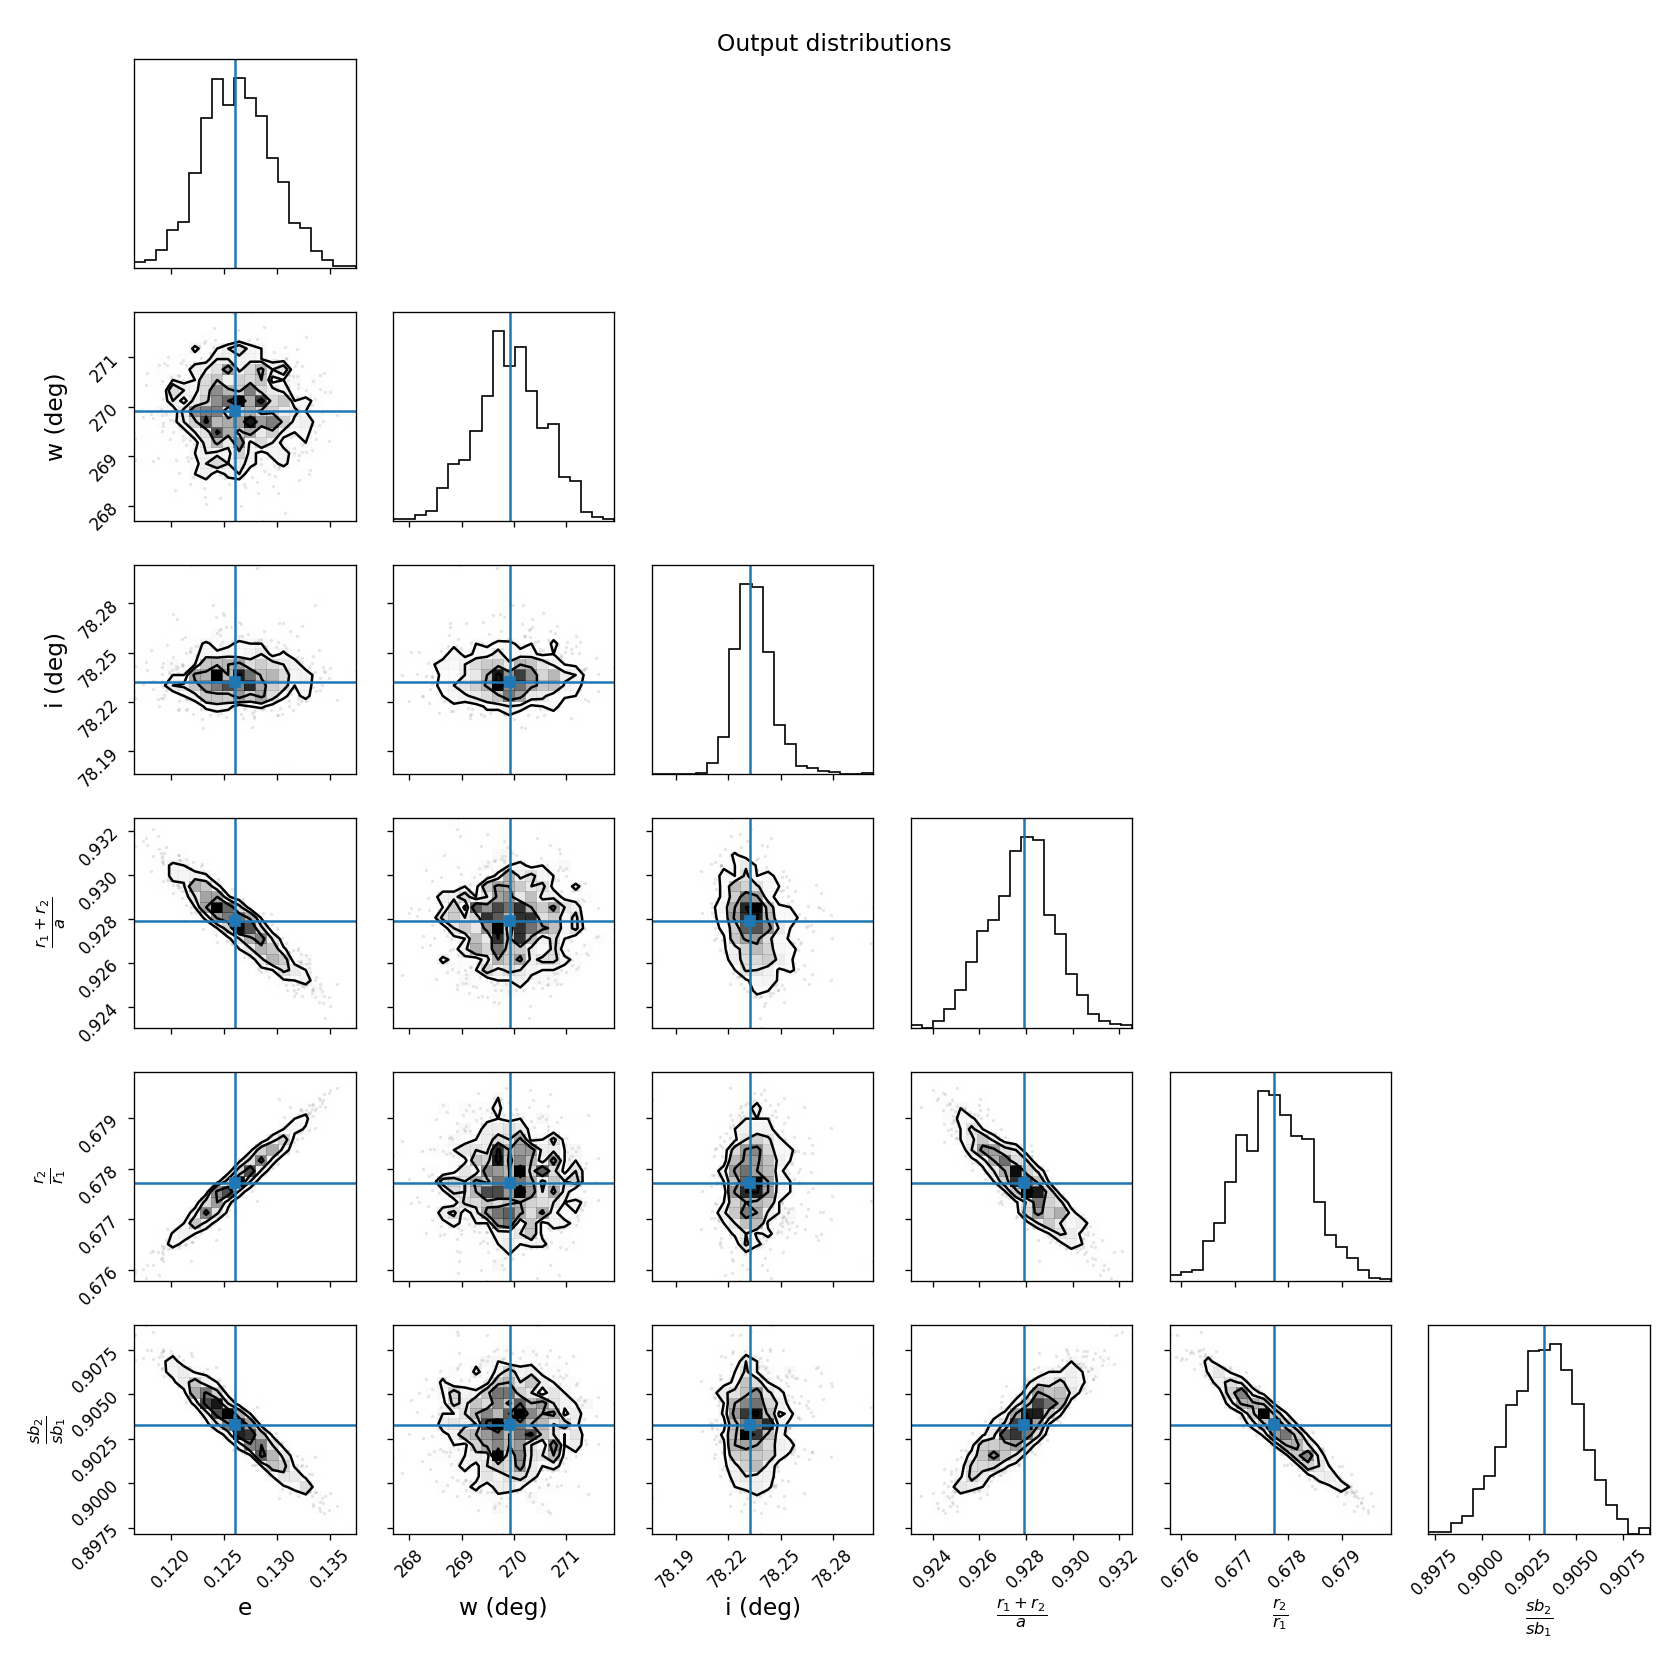 Output distributions
271
270
269
268
w (deg)
78.28
78.25
78.22
78.19
i (deg)
0.932
0.930
0.928
0.926
0.924
r₁ + r₂
a
0.679
0.678
0.677
0.676
r₂
r₁
0.9075
0.9050
0.9025
0.9000
0.8975
sb₂
sb₁
0.120 0.125 0.130 0.135 268 269 270 271 78.19 78.22 78.25 78.28 0.924 0.926 0.928 0.930 0.932 0.676 0.677 0.678 0.679 0.8975 0.9000 0.9025 0.9050 0.9075
e w (deg) i (deg) r₁ + r₂ r₂ sb₂
a r₁ sb₁